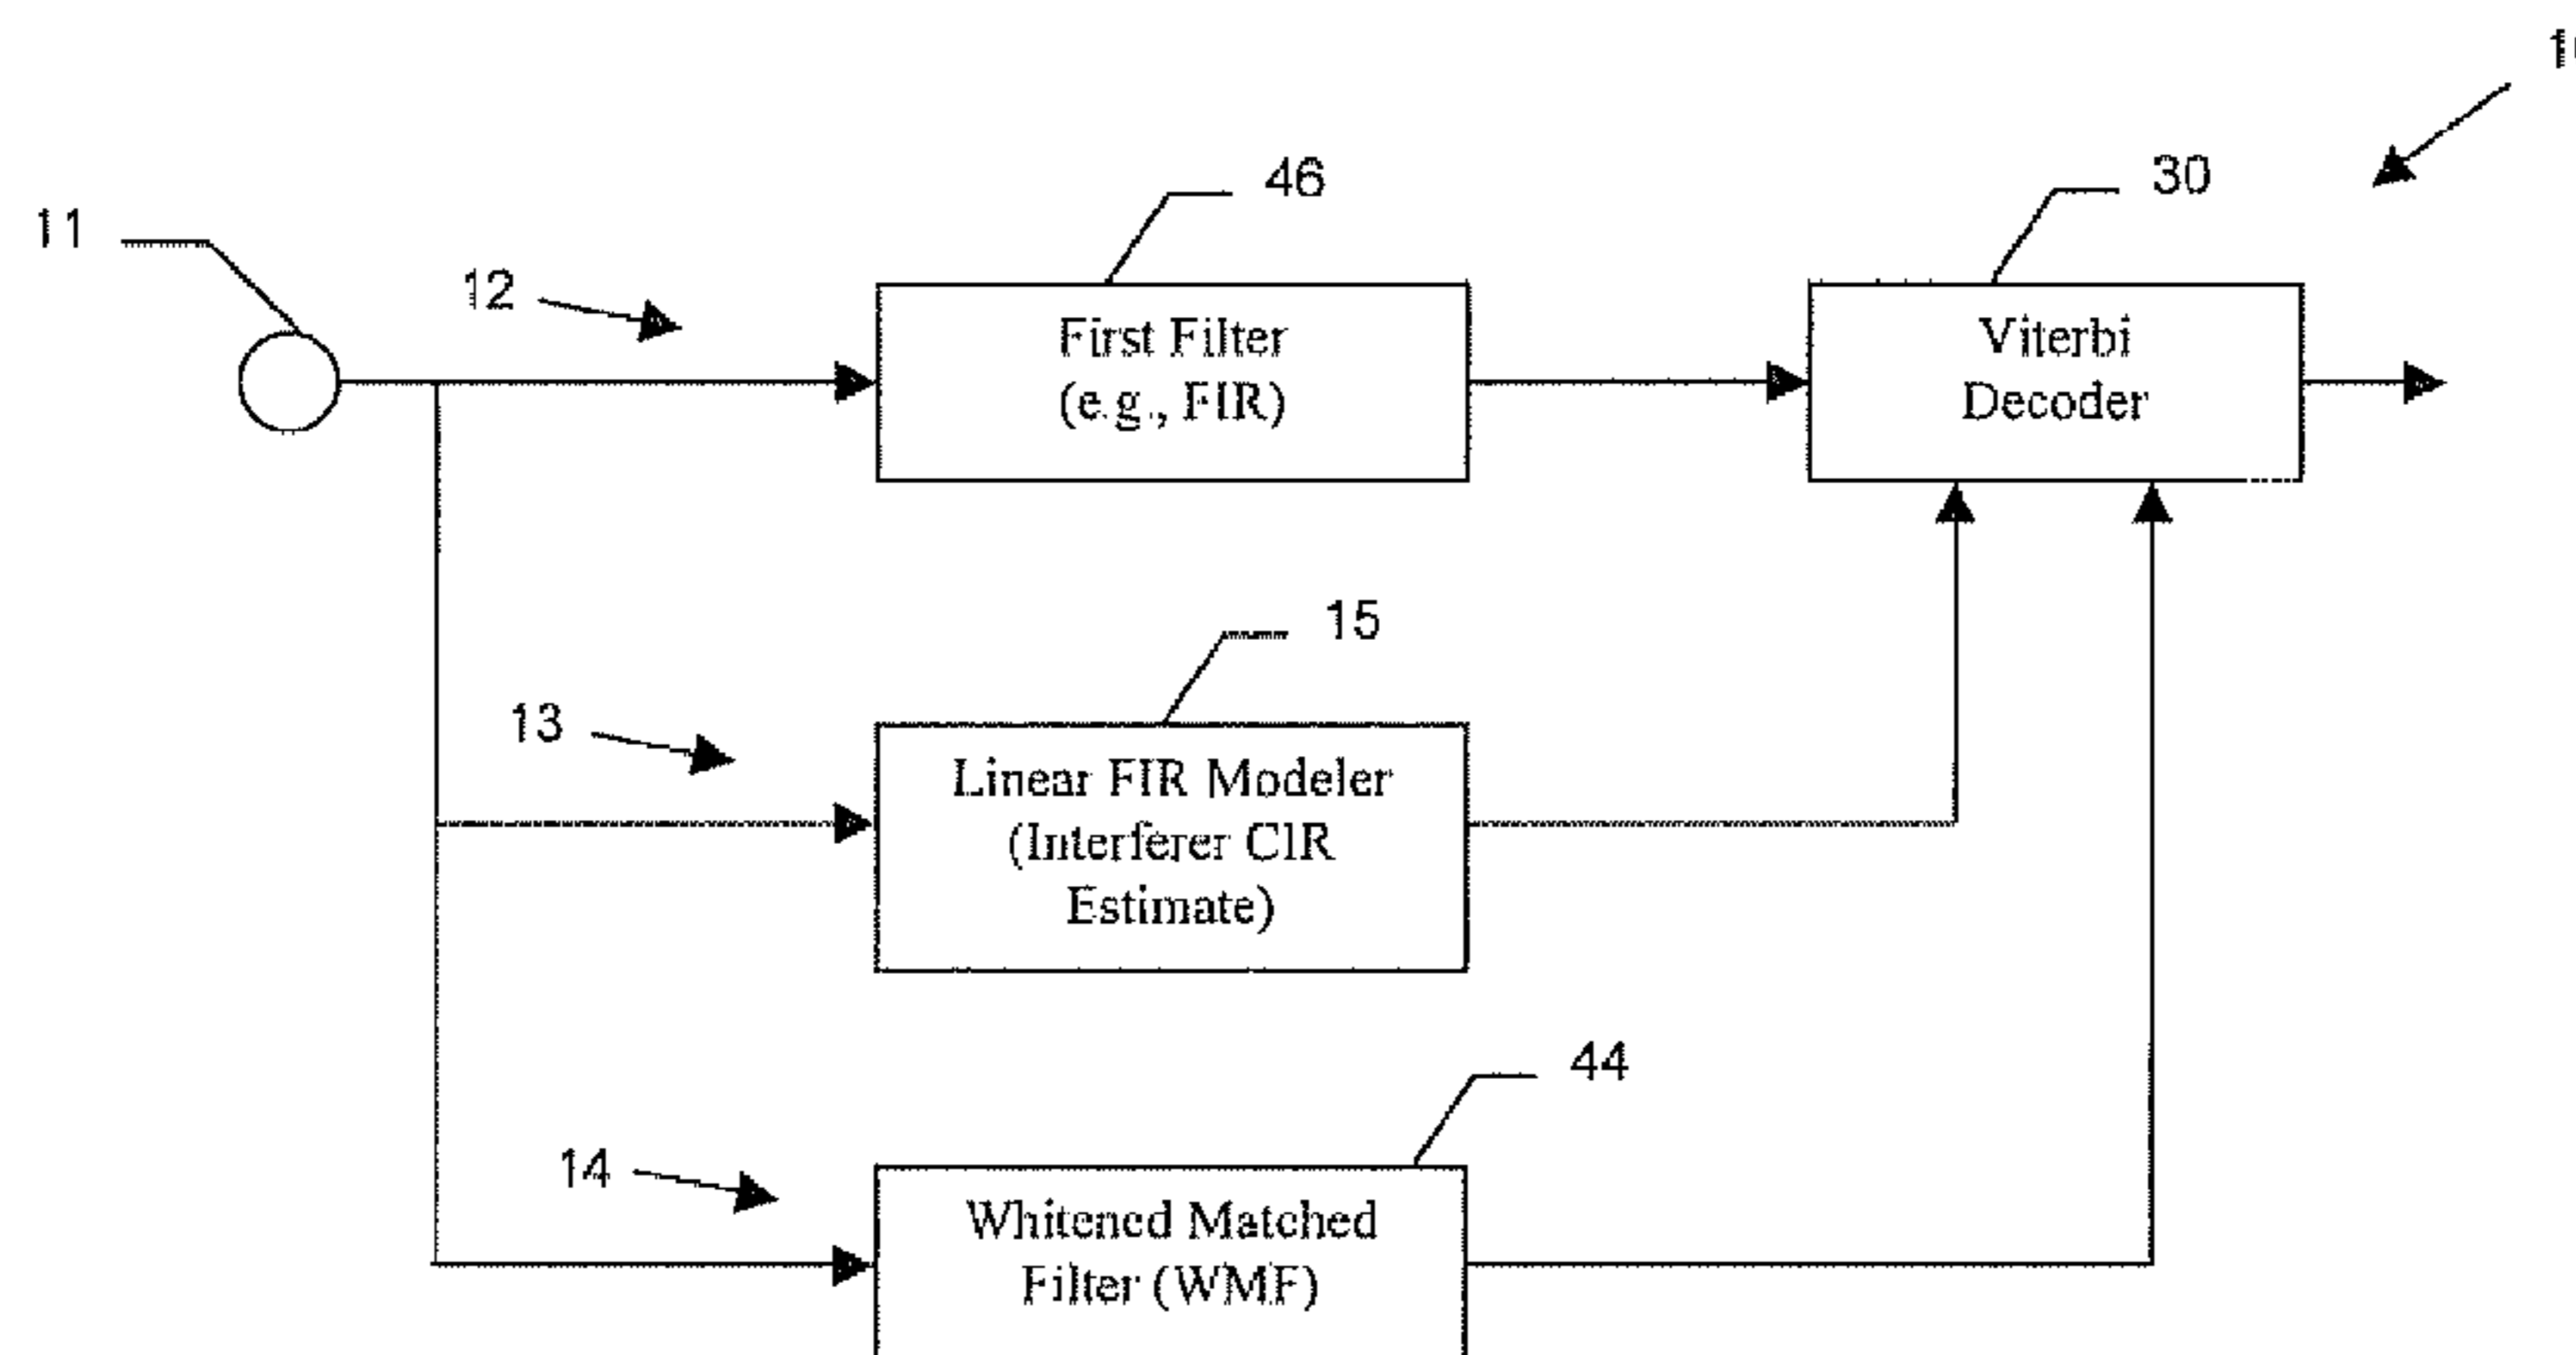 11
12
46
30
First Filter
(e.g., FIR)
Viterbi
Decoder
13
15
Linear FIR Modeler
(Interferer CIR
Estimate)
14
44
Whitened Matched
Filter (WMF)